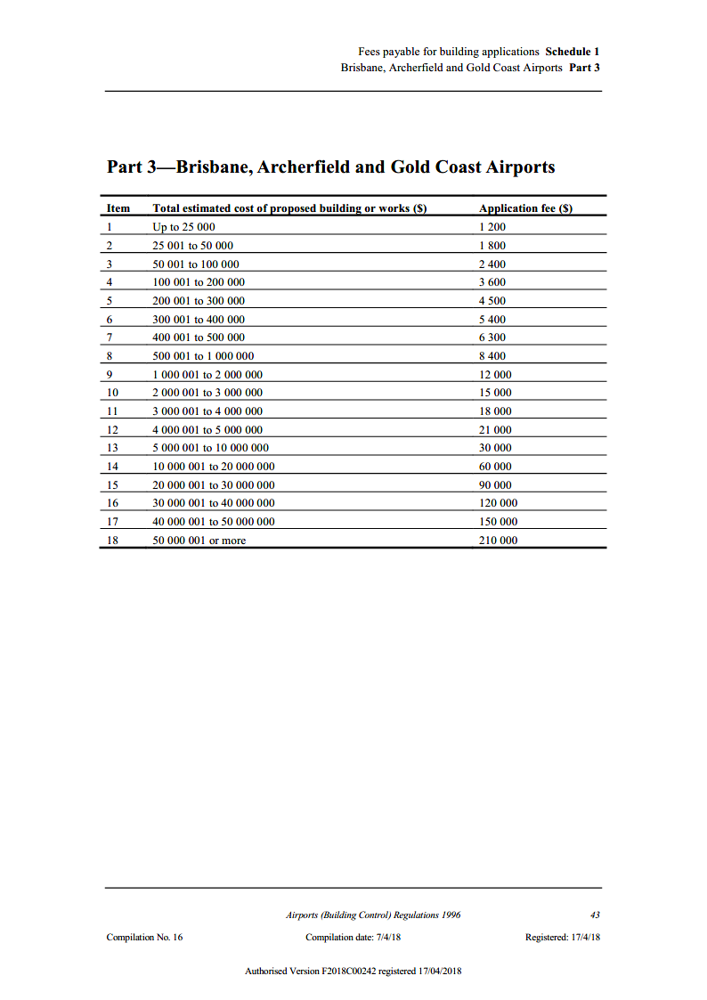 Fees payable for building applications Schedule 1
Brisbane, Archerfield and Gold Coast Airports Part 3
Part 3—Brisbane, Archerfield and Gold Coast Airports
Item Total estimated cost of proposed building or works ($) Application fee ($)
1 Up to 25 000 1 200
2 25 001 to 50 000 1 800
3 50 001 to 100 000 2 400
4 100 001 to 200 000 3 600
5 200 001 to 300 000 4 500
6 300 001 to 400 000 5 400
7 400 001 to 500 000 6 300
8 500 001 to 1 000 000 8 400
9 1 000 001 to 2 000 000 12 000
10 2 000 001 to 3 000 000 15 000
11 3 000 001 to 4 000 000 18 000
12 4 000 001 to 5 000 000 21 000
13 5 000 001 to 10 000 000 30 000
14 10 000 001 to 20 000 000 60 000
15 20 000 001 to 30 000 000 90 000
16 30 000 001 to 40 000 000 120 000
17 40 000 001 to 50 000 000 150 000
18 50 000 001 or more 210 000
Airports (Building Control) Regulations 1996 43
Compilation No. 16 Compilation date: 7/4/18 Registered: 17/4/18
Authorised Version F2018C00242 registered 17/04/2018